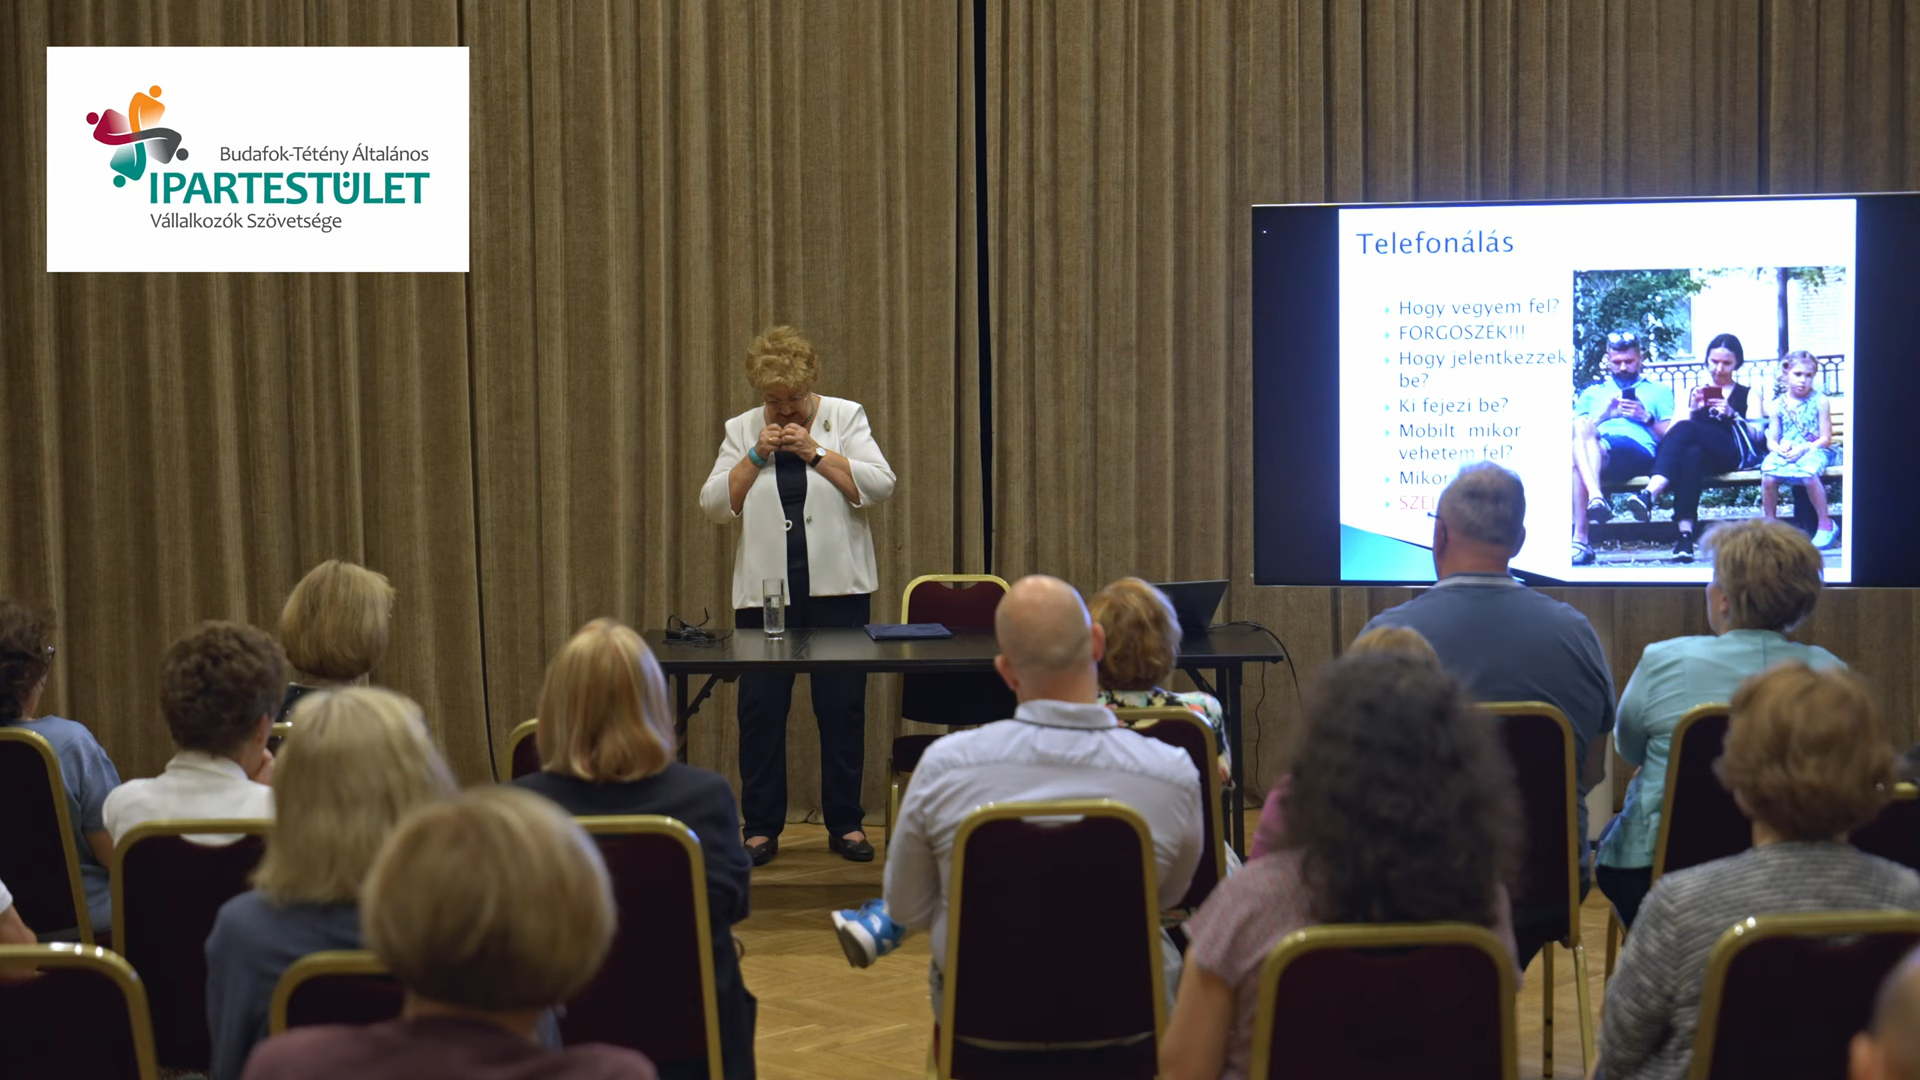 Budafok-Tétény Általános
IPARTESTÜLET
Vállalkozók Szövetsége
Telefonálás
Hogy vegyem fel?
FORGÓSZÉK!!!
Hogy jelentkezzek
be?
Ki fejezi be?
Mobilt mikor
vehetem fel?